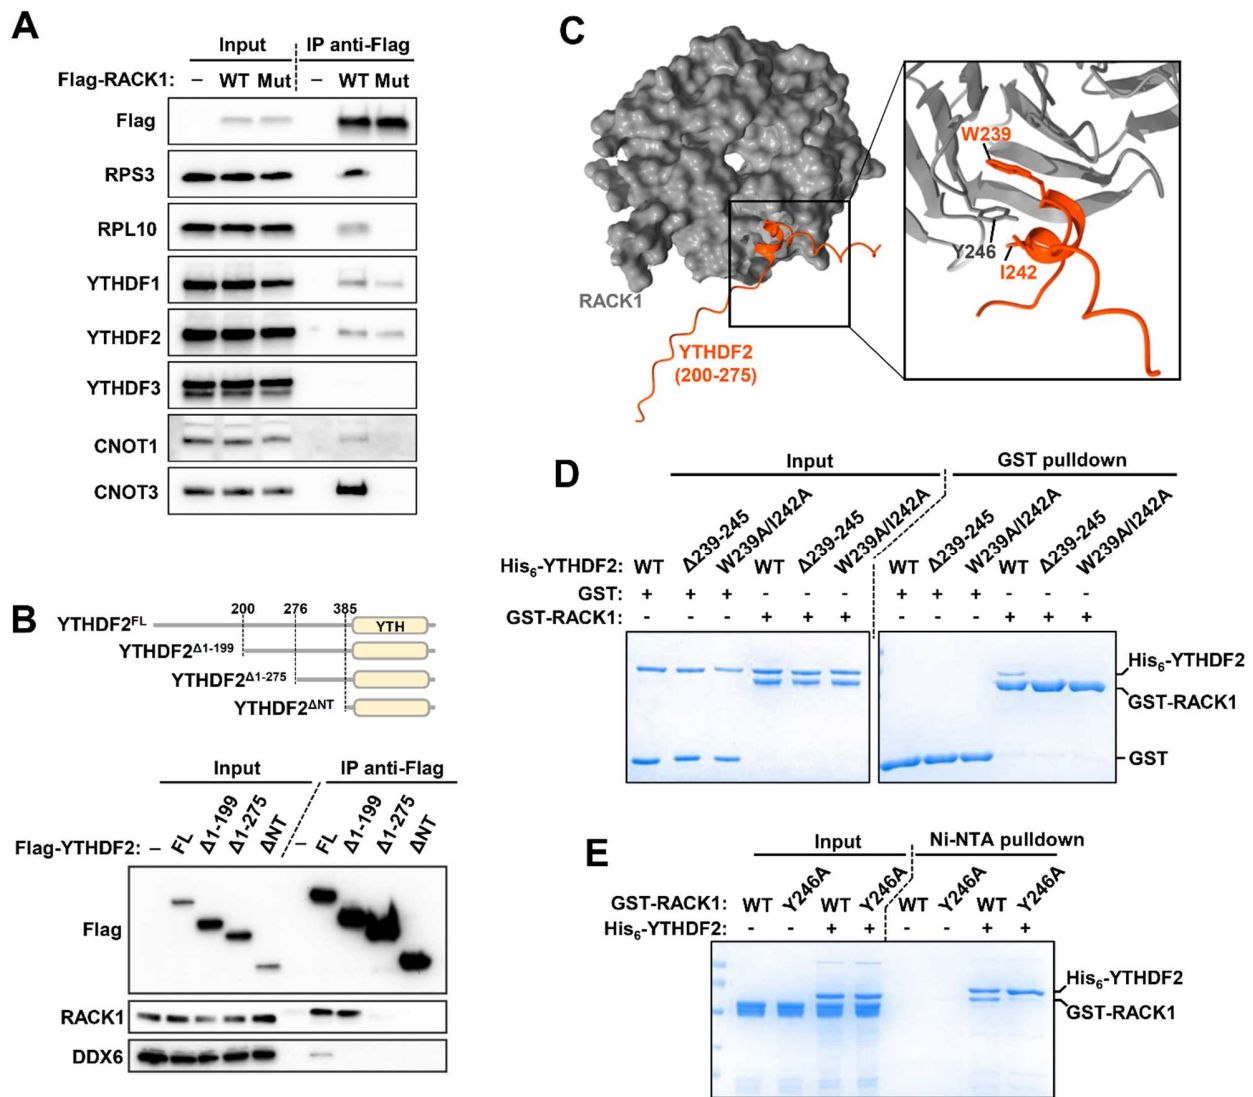 A
Input IP anti-Flag
Flag-RACK1: – WT Mut – WT Mut
Flag
RPS3
RPL10
YTHDF1
YTHDF2
YTHDF3
CNOT1
CNOT3
B
200 276 385
YTHDF2FL YTH
YTHDF2Δ1-199
YTHDF2Δ1-275
YTHDF2ΔNT
Input IP anti-Flag
Flag-YTHDF2: – FL Δ1-199 Δ1-275 ΔNT – FL Δ1-199 Δ1-275 ΔNT
Flag
RACK1
DDX6
C
RACK1
YTHDF2
(200-275)
W239
Y246
I242
D
Input GST pulldown
His6-YTHDF2: WT Δ239-245 W239A/I242A WT Δ239-245 W239A/I242A WT Δ239-245 W239A/I242A WT Δ239-245 W239A/I242A
GST: + + + - - - + + + - - -
GST-RACK1: - - - + + + - - - + + +
His6-YTHDF2
GST-RACK1
GST
E
Input Ni-NTA pulldown
GST-RACK1: WT Y246A WT Y246A WT Y246A WT Y246A
His6-YTHDF2: - - + + - - + +
His6-YTHDF2
GST-RACK1